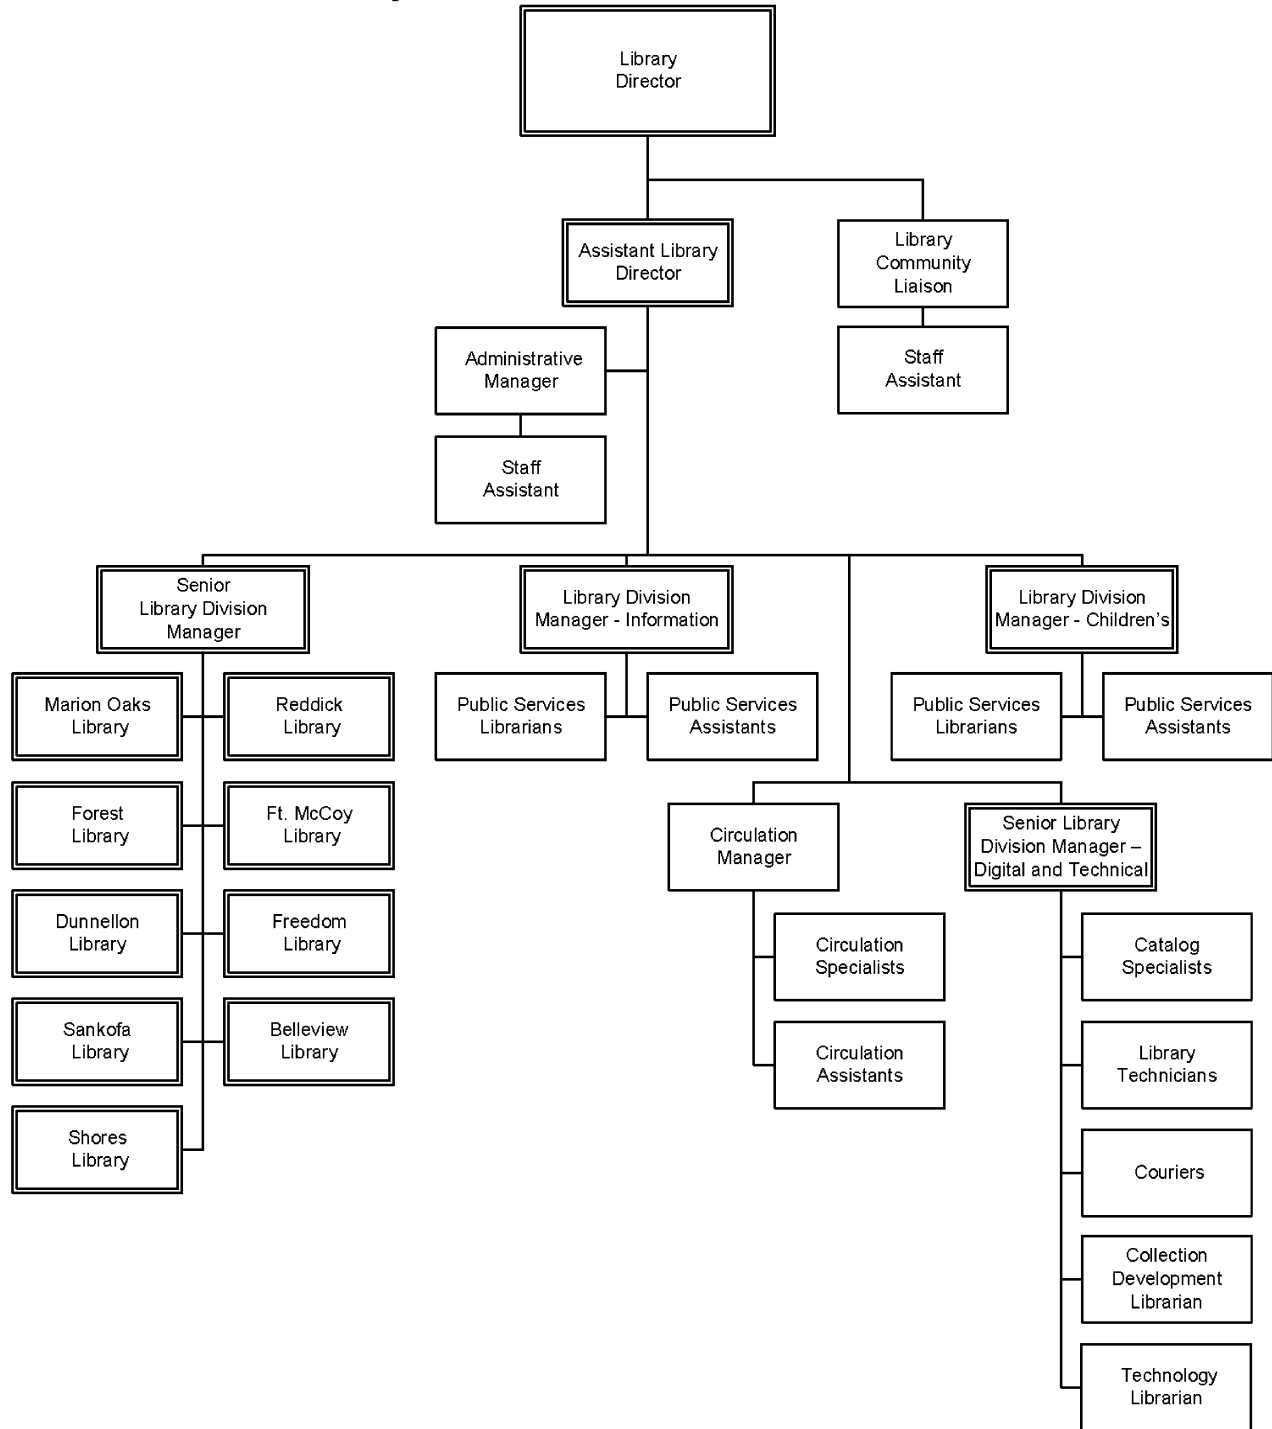 Library
Director
Assistant Library
Director
Library
Community
Liaison
Administrative
Manager
Staff
Assistant
Staff
Assistant
Senior
Library Division
Manager
Library Division
Manager - Information
Library Division
Manager - Children's
Marion Oaks
Library
Reddick
Library
Public Services
Librarians
Public Services
Assistants
Public Services
Librarians
Public Services
Assistants
Forest
Library
Ft. McCoy
Library
Circulation
Manager
Senior Library
Division Manager –
Digital and Technical
Dunnellon
Library
Freedom
Library
Circulation
Specialists
Catalog
Specialists
Sankofa
Library
Belleview
Library
Circulation
Assistants
Library
Technicians
Shores
Library
Couriers
Collection
Development
Librarian
Technology
Librarian